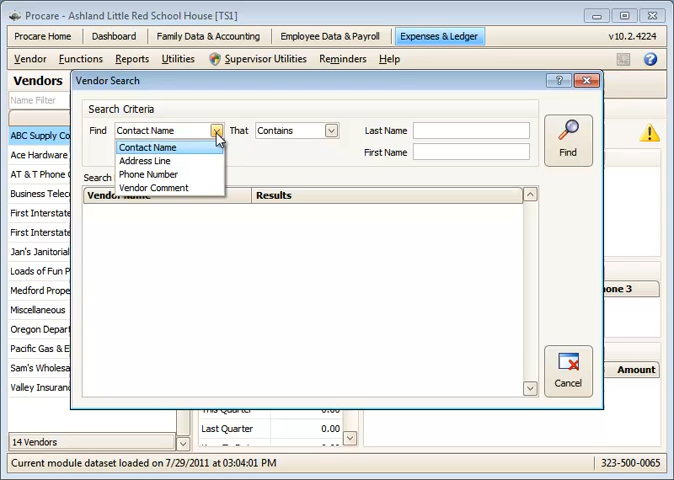 Procare - Ashland Little Red School House [TS1]
Procare Home Dashboard Family Data & Accounting Employee Data & Payroll Expenses & Ledger v10.2.4224
Vendor Functions Reports Utilities Supervisor Utilities Reminders Help
Vendors
Vendor Search
Name Filter
Search Criteria
Find Contact Name That Contains Last Name
First Name
Find
Contact Name
Address Line
Phone Number
Vendor Comment
Search
Vendor Name Results
ABC Supply Co
Ace Hardware
AT & T Phone C
Business Telec
First Interstate
First Interstate
Jan's Janitorial
Loads of Fun P
Medford Prope
Miscellaneous
Oregon Depart
Pacific Gas & E
Sam's Wholesa
Valley Insuranc
one 3
Amount
Cancel
This Quarter 0.00
Last Quarter 0.00
0.00
14 Vendors
Current module dataset loaded on 7/29/2011 at 03:04:01 PM 323-500-0065